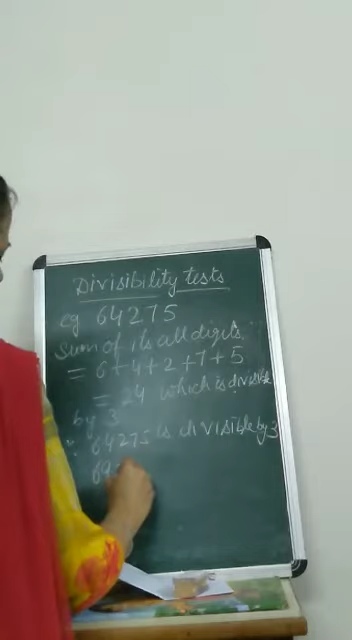 Divisibility tests
eg 64275
Sum of its all digits
= 6+4+2+7+5
= 24 which is divisible
by 3
∴ 64275 is divisible by 3
69